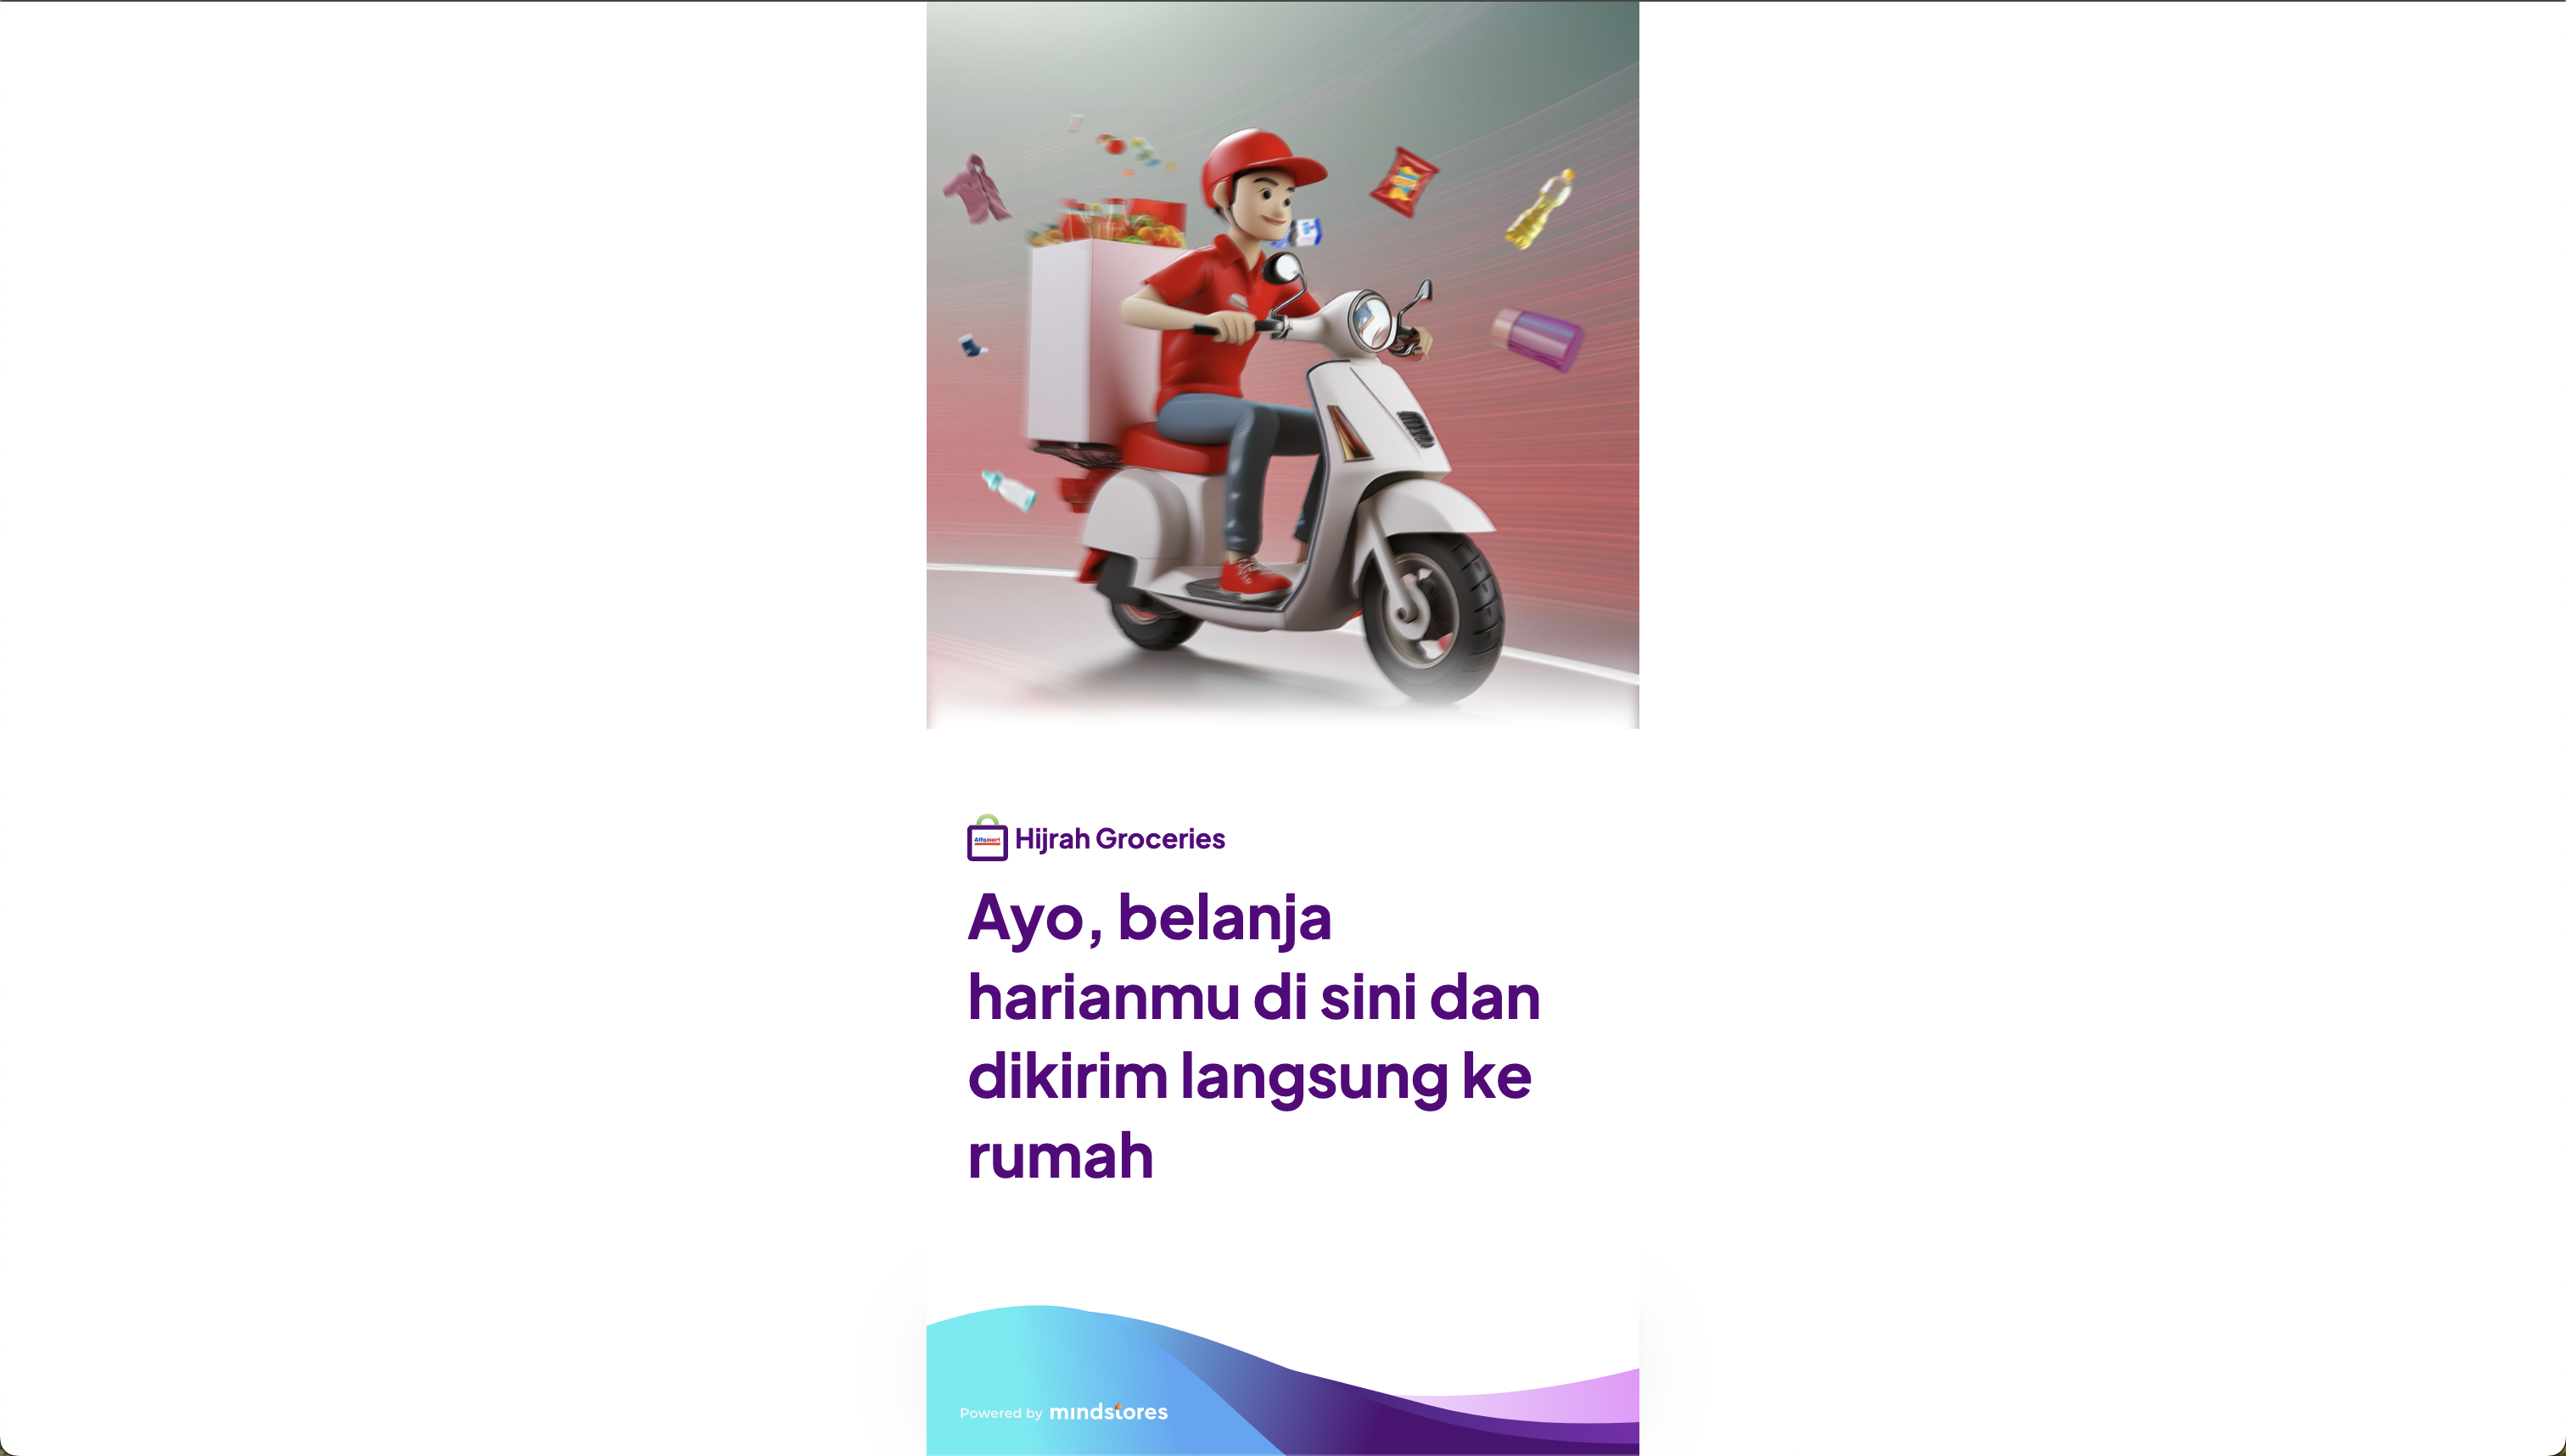 Alfamart
Hijrah Groceries
Ayo, belanja
harianmu di sini dan
dikirim langsung ke
rumah
Powered by mindstores